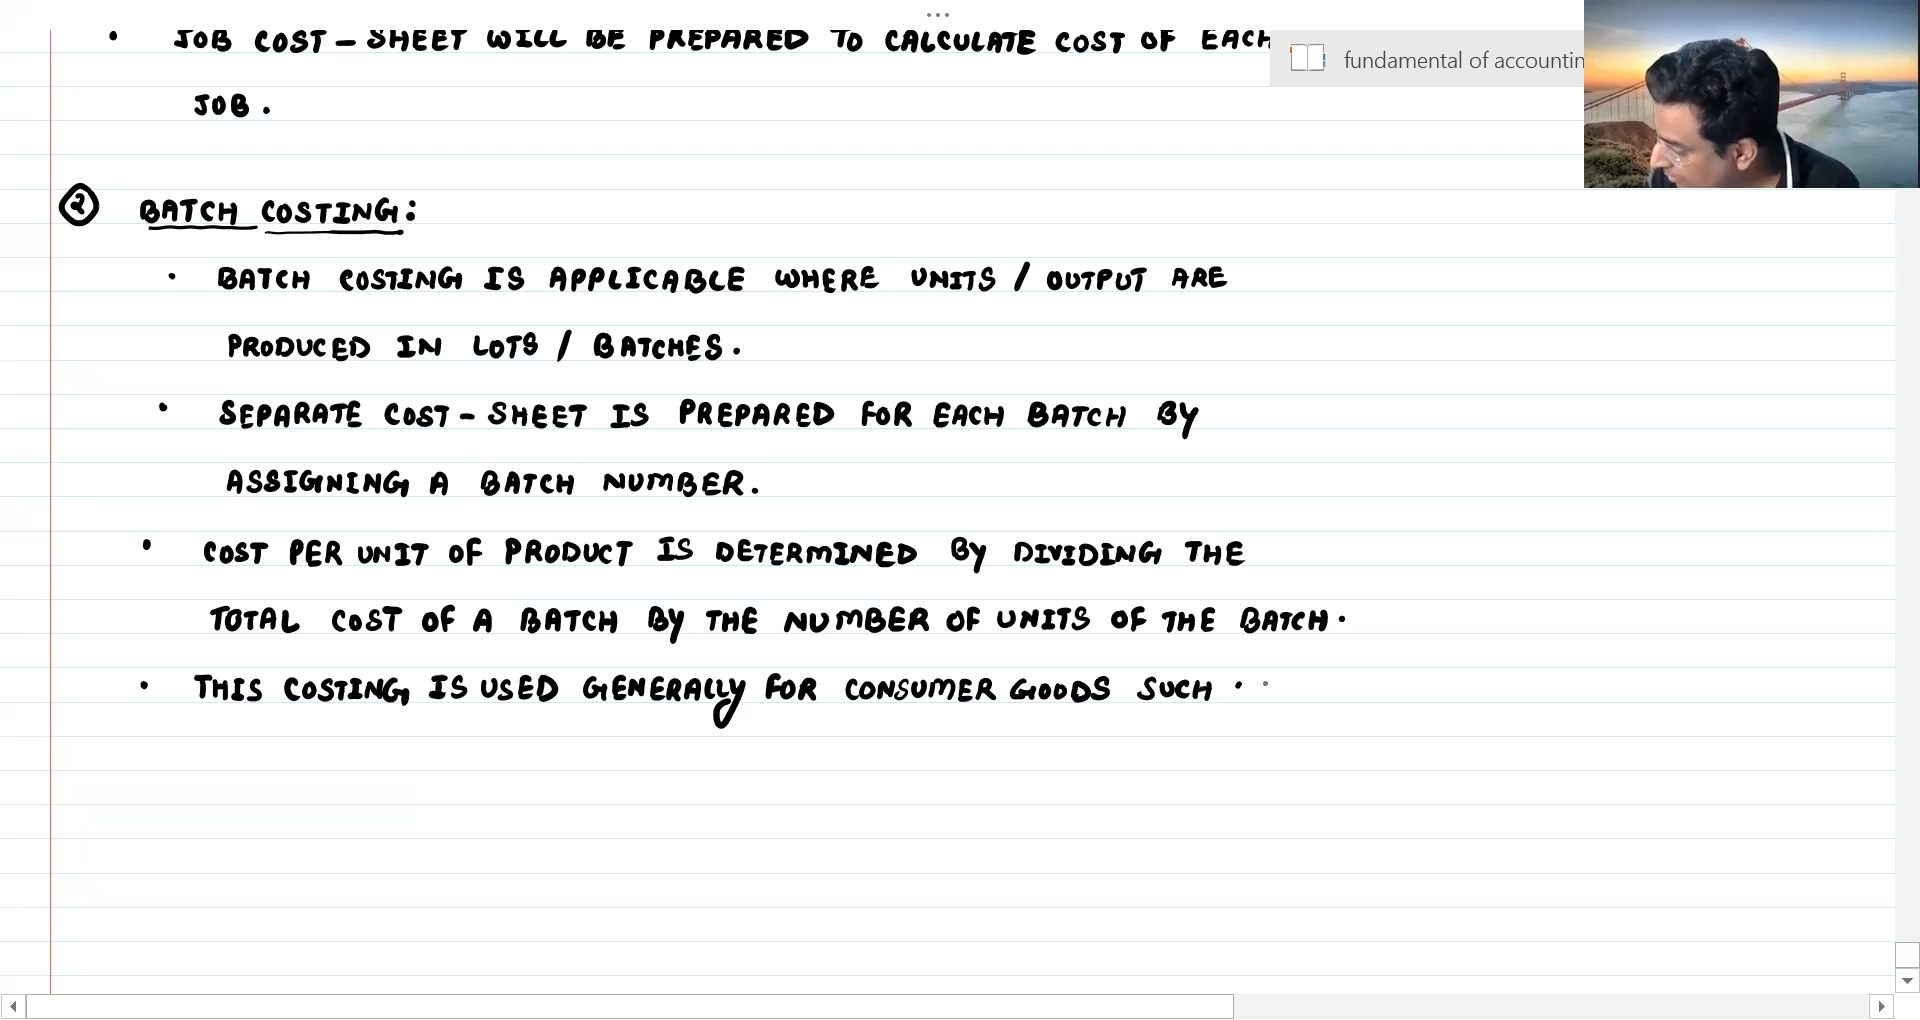 JOB COST - SHEET WILL BE PREPARED TO CALCULATE COST OF EACH
fundamental of accountin
JOB.
2 BATCH COSTING:
• BATCH COSTING IS APPLICABLE WHERE UNITS / OUTPUT ARE
PRODUCED IN LOTS / BATCHES.
• SEPARATE COST - SHEET IS PREPARED FOR EACH BATCH BY
ASSIGNING A BATCH NUMBER.
• COST PER UNIT OF PRODUCT IS DETERMINED BY DIVIDING THE
TOTAL COST OF A BATCH BY THE NUMBER OF UNITS OF THE BATCH.
• THIS COSTING IS USED GENERALLY FOR CONSUMER GOODS SUCH